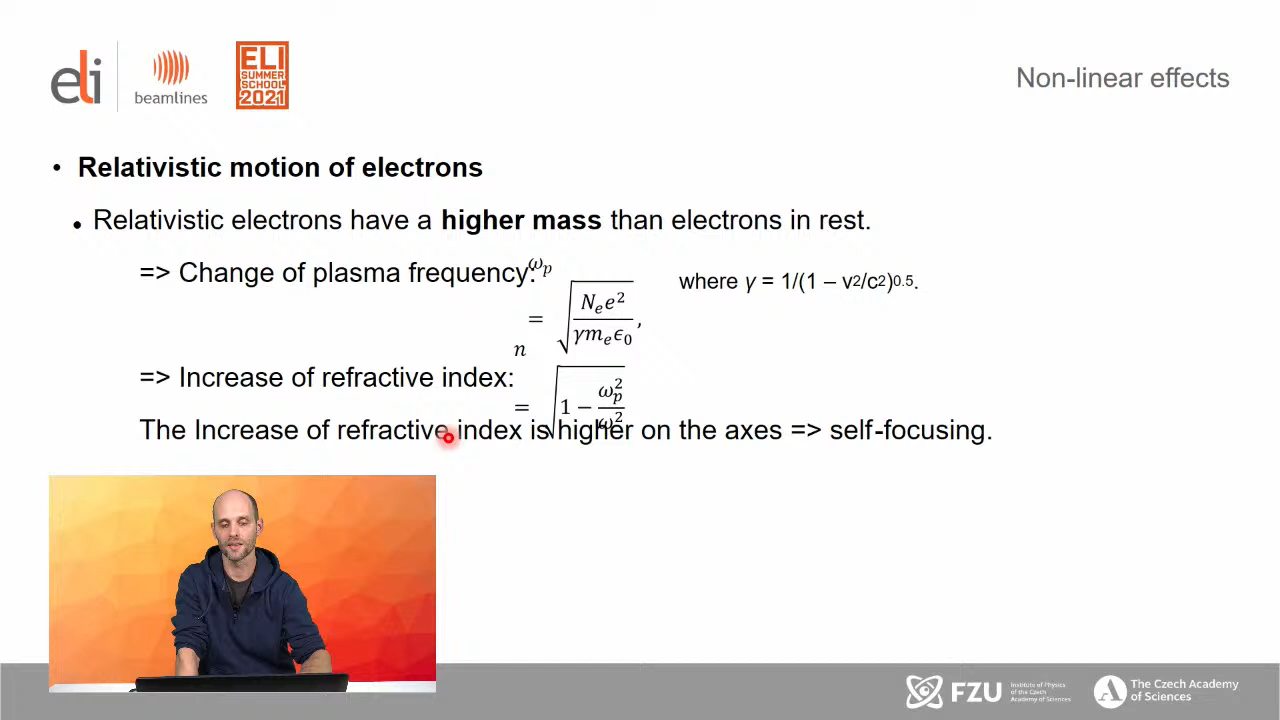 eli
beamlines
ELI
SUMMER
SCHOOL
2021
Non-linear effects
• Relativistic motion of electrons
• Relativistic electrons have a higher mass than electrons in rest.
=> Change of plasma frequency: ωₚ = √(Nₑe²/γmₑϵ₀), where γ = 1/(1 – v²/c²)^0.5.
=> Increase of refractive index: n = √(1 − ωₚ²/ω²)
The Increase of refractive index is higher on the axes => self-focusing.
FZU
Institute of Physics
of the Czech
Academy of Sciences
The Czech Academy
of Sciences